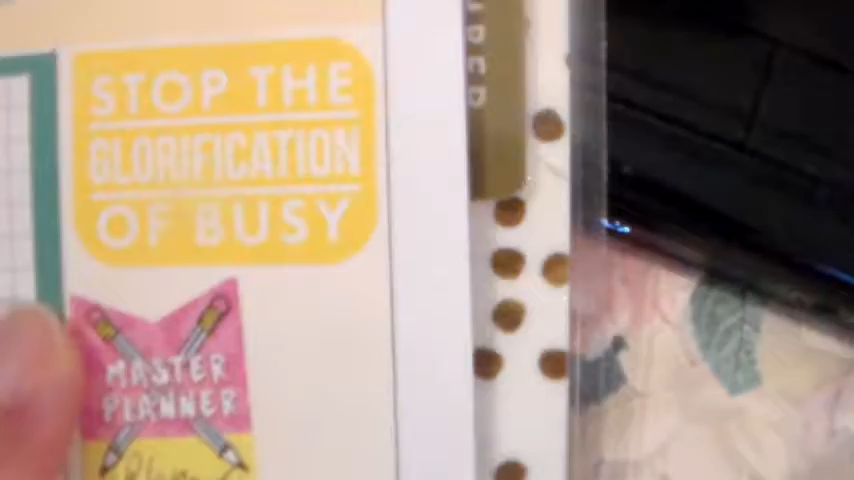 STOP THE
GLORIFICATION
OF BUSY
MASTER
PLANNER